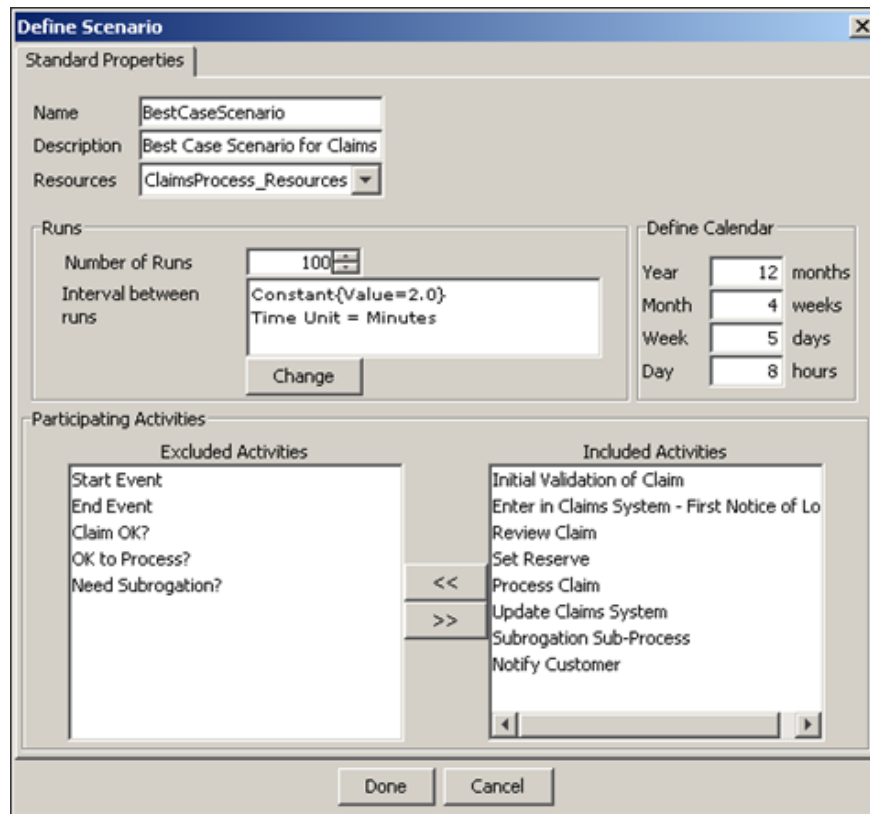 Define Scenario
Standard Properties
Name BestCaseScenario
Description Best Case Scenario for Claims
Resources ClaimsProcess_Resources
Runs
Number of Runs 100
Interval between runs
Constant{Value=2.0}
Time Unit = Minutes
Change
Define Calendar
Year 12 months
Month 4 weeks
Week 5 days
Day 8 hours
Participating Activities
Excluded Activities
Start Event
End Event
Claim OK?
OK to Process?
Need Subrogation?
<<
>>
Included Activities
Initial Validation of Claim
Enter in Claims System - First Notice of Lo
Review Claim
Set Reserve
Process Claim
Update Claims System
Subrogation Sub-Process
Notify Customer
Done Cancel